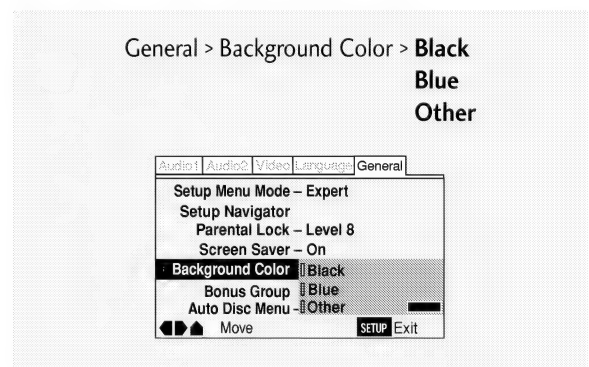 General > Background Color > Black
Blue
Other
Audio1 Audio2 Video Language General
Setup Menu Mode – Expert
Setup Navigator
Parental Lock – Level 8
Screen Saver – On
Background Color Black
Bonus Group Blue
Auto Disc Menu - Other
Move SETUP Exit